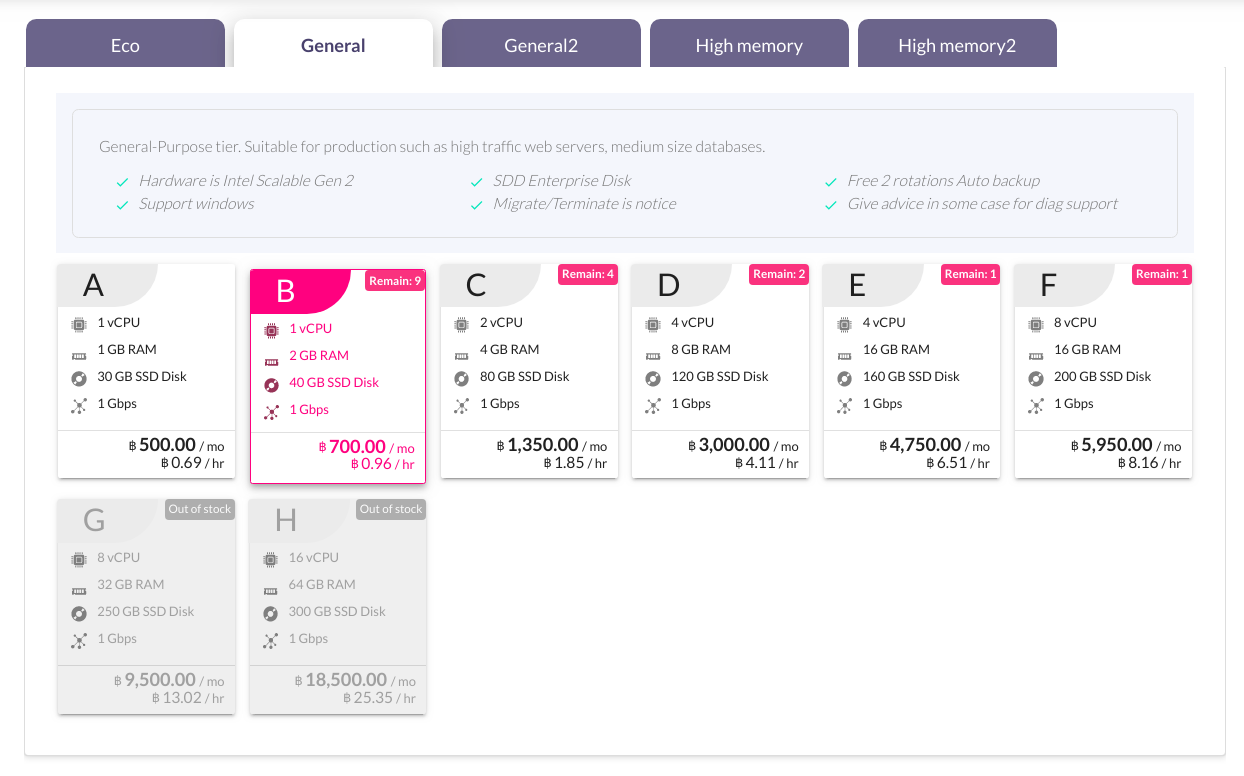 Eco
General
General2
High memory
High memory2
General-Purpose tier. Suitable for production such as high traffic web servers, medium size databases.
Hardware is Intel Scalable Gen 2
SDD Enterprise Disk
Free 2 rotations Auto backup
Support windows
Migrate/Terminate is notice
Give advice in some case for diag support
A
1 vCPU
1 GB RAM
30 GB SSD Disk
1 Gbps
฿ 500.00 / mo
฿ 0.69 / hr
B
Remain: 9
1 vCPU
2 GB RAM
40 GB SSD Disk
1 Gbps
฿ 700.00 / mo
฿ 0.96 / hr
C
Remain: 4
2 vCPU
4 GB RAM
80 GB SSD Disk
1 Gbps
฿ 1,350.00 / mo
฿ 1.85 / hr
D
Remain: 2
4 vCPU
8 GB RAM
120 GB SSD Disk
1 Gbps
฿ 3,000.00 / mo
฿ 4.11 / hr
E
Remain: 1
4 vCPU
16 GB RAM
160 GB SSD Disk
1 Gbps
฿ 4,750.00 / mo
฿ 6.51 / hr
F
Remain: 1
8 vCPU
16 GB RAM
200 GB SSD Disk
1 Gbps
฿ 5,950.00 / mo
฿ 8.16 / hr
G
Out of stock
8 vCPU
32 GB RAM
250 GB SSD Disk
1 Gbps
฿ 9,500.00 / mo
฿ 13.02 / hr
H
Out of stock
16 vCPU
64 GB RAM
300 GB SSD Disk
1 Gbps
฿ 18,500.00 / mo
฿ 25.35 / hr